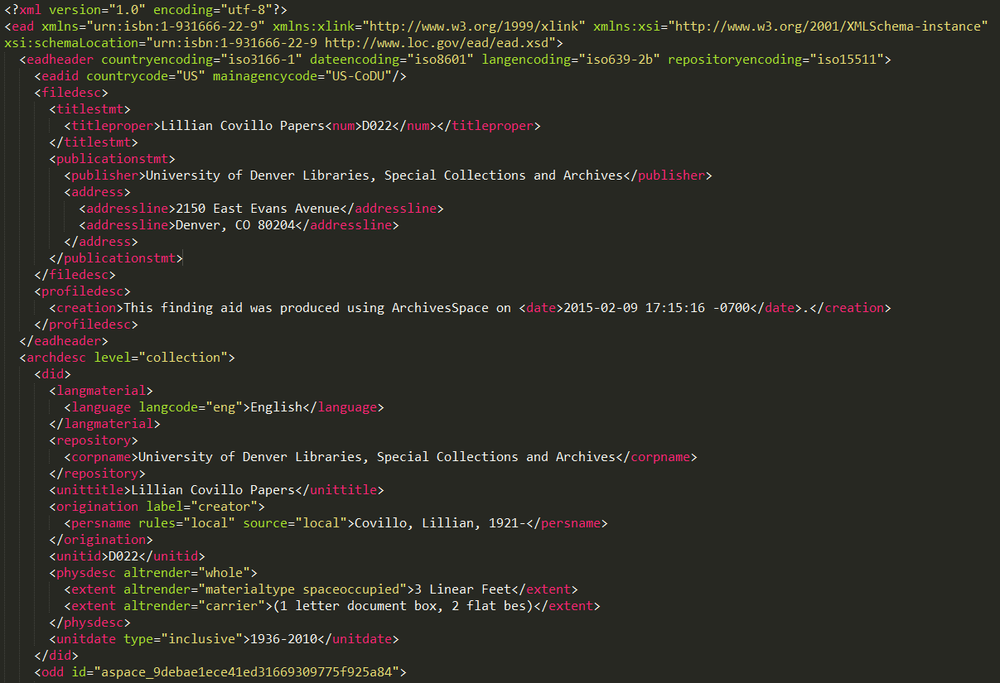 <?xml version="1.0" encoding="utf-8"?>
<ead xmlns="urn:isbn:1-931666-22-9" xmlns:xlink="http://www.w3.org/1999/xlink" xmlns:xsi="http://www.w3.org/2001/XMLSchema-instance"
xsi:schemaLocation="urn:isbn:1-931666-22-9 http://www.loc.gov/ead/ead.xsd">
<eadheader countryencoding="iso3166-1" dateencoding="iso8601" langencoding="iso639-2b" repositoryencoding="iso15511">
<eadid countrycode="US" mainagencycode="US-CoDU"/>
<filedesc>
<titlestmt>
<titleproper>Lillian Covillo Papers<num>D022</num></titleproper>
</titlestmt>
<publicationstmt>
<publisher>University of Denver Libraries, Special Collections and Archives</publisher>
<address>
<addressline>2150 East Evans Avenue</addressline>
<addressline>Denver, CO 80204</addressline>
</address>
</publicationstmt>
</filedesc>
<profiledesc>
<creation>This finding aid was produced using ArchivesSpace on <date>2015-02-09 17:15:16 -0700</date>.</creation>
</profiledesc>
</eadheader>
<archdesc level="collection">
<did>
<langmaterial>
<language langcode="eng">English</language>
</langmaterial>
<repository>
<corpname>University of Denver Libraries, Special Collections and Archives</corpname>
</repository>
<unittitle>Lillian Covillo Papers</unittitle>
<origination label="creator">
<persname rules="local" source="local">Covillo, Lillian, 1921-</persname>
</origination>
<unitid>D022</unitid>
<physdesc altrender="whole">
<extent altrender="materialtype spaceoccupied">3 Linear Feet</extent>
<extent altrender="carrier">(1 letter document box, 2 flat bes)</extent>
</physdesc>
<unitdate type="inclusive">1936-2010</unitdate>
</did>
<odd id="aspace_9debae1ece41ed31669309775f925a84">